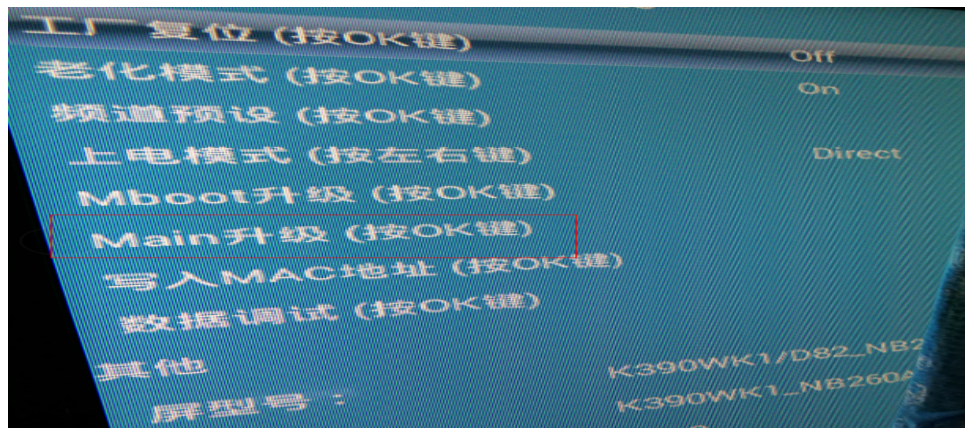 工厂复位 (按OK键) Off
老化模式 (按OK键) On
频道预设 (按OK键)
上电模式 (按左右键) Direct
Mboot升级 (按OK键)
Main升级 (按OK键)
写入MAC地址 (按OK键)
数据调试 (按OK键)
其他 K390WK1/D82_NB2
屏型号： K390WK1_NB260A